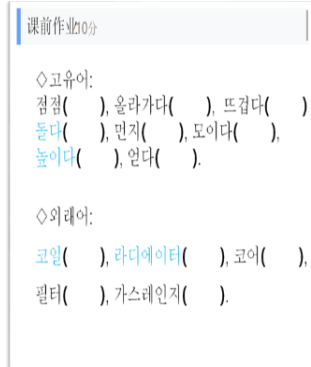 课前作业10分
◇고유어:
점점( ), 올라가다( ), 뜨겁다( )
돋다( ), 먼지( ), 모이다( ),
높이다( ), 얻다( ).
◇외래어:
코일( ), 라디에이터( ), 코어( ),
필터( ), 가스레인지( ).